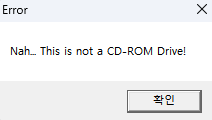 Error
Nah... This is not a CD-ROM Drive!
확인